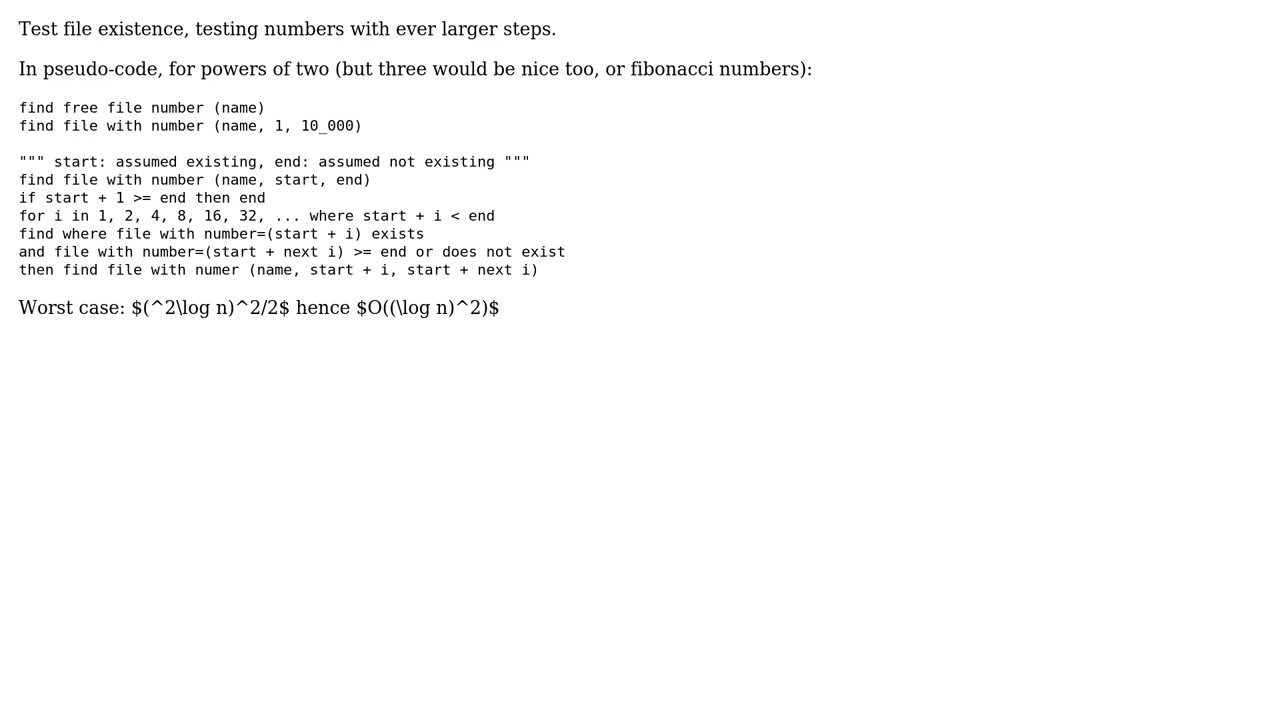 Test file existence, testing numbers with ever larger steps.
In pseudo-code, for powers of two (but three would be nice too, or fibonacci numbers):
find free file number (name)
find file with number (name, 1, 10_000)
""" start: assumed existing, end: assumed not existing """
find file with number (name, start, end)
if start + 1 >= end then end
for i in 1, 2, 4, 8, 16, 32, ... where start + i < end
find where file with number=(start + i) exists
and file with number=(start + next i) >= end or does not exist
then find file with numer (name, start + i, start + next i)
Worst case: $(^2\log n)^2/2$ hence $O((\log n)^2)$